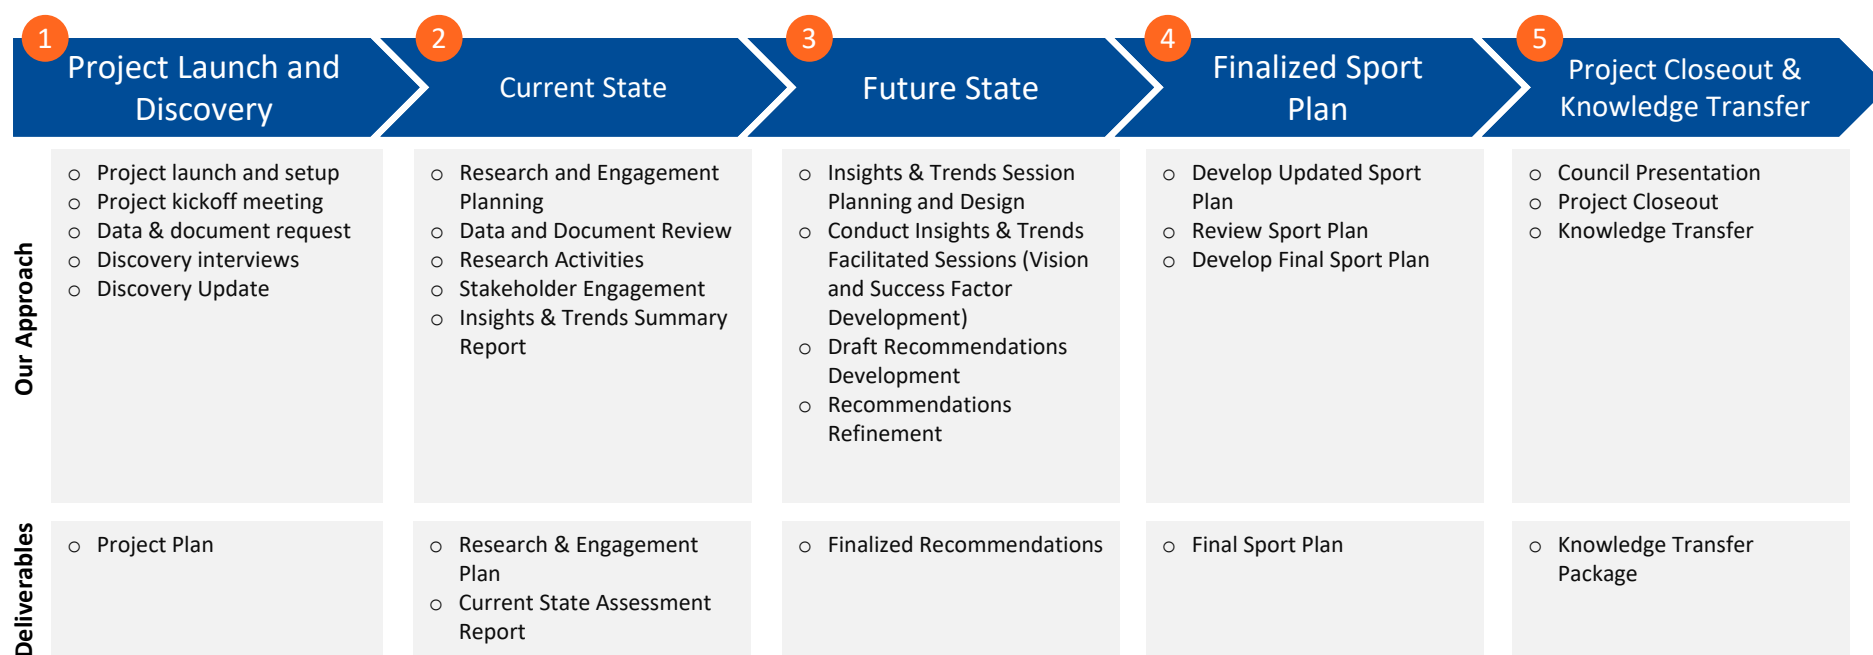 1
Project Launch and
Discovery
2
Current State
3
Future State
4
Finalized Sport
Plan
5
Project Closeout &
Knowledge Transfer
Our Approach
o Project launch and setup
o Project kickoff meeting
o Data & document request
o Discovery interviews
o Discovery Update
o Research and Engagement
Planning
o Data and Document Review
o Research Activities
o Stakeholder Engagement
o Insights & Trends Summary
Report
o Insights & Trends Session
Planning and Design
o Conduct Insights & Trends
Facilitated Sessions (Vision
and Success Factor
Development)
o Draft Recommendations
Development
o Recommendations
Refinement
o Develop Updated Sport
Plan
o Review Sport Plan
o Develop Final Sport Plan
o Council Presentation
o Project Closeout
o Knowledge Transfer
Deliverables
o Project Plan
o Research & Engagement
Plan
o Current State Assessment
Report
o Finalized Recommendations
o Final Sport Plan
o Knowledge Transfer
Package